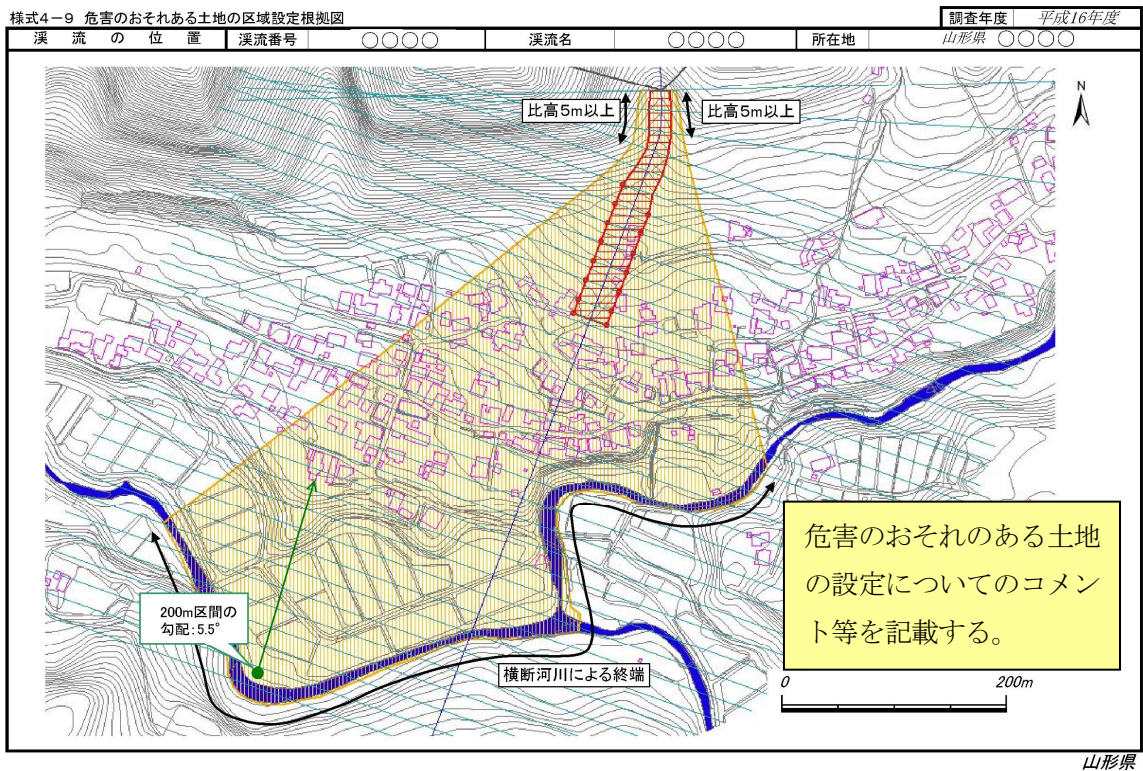 様式4－9 危害のおそれある土地の区域設定根拠図
調査年度 平成16年度
渓流の位置 渓流番号 ○○○○ 渓流名 ○○○○ 所在地 山形県 ○○○○
比高5m以上
比高5m以上
N
200m区間の
勾配:5.5°
横断河川による終端
危害のおそれのある土地
の設定についてのコメン
ト等を記載する。
0 200m
山形県